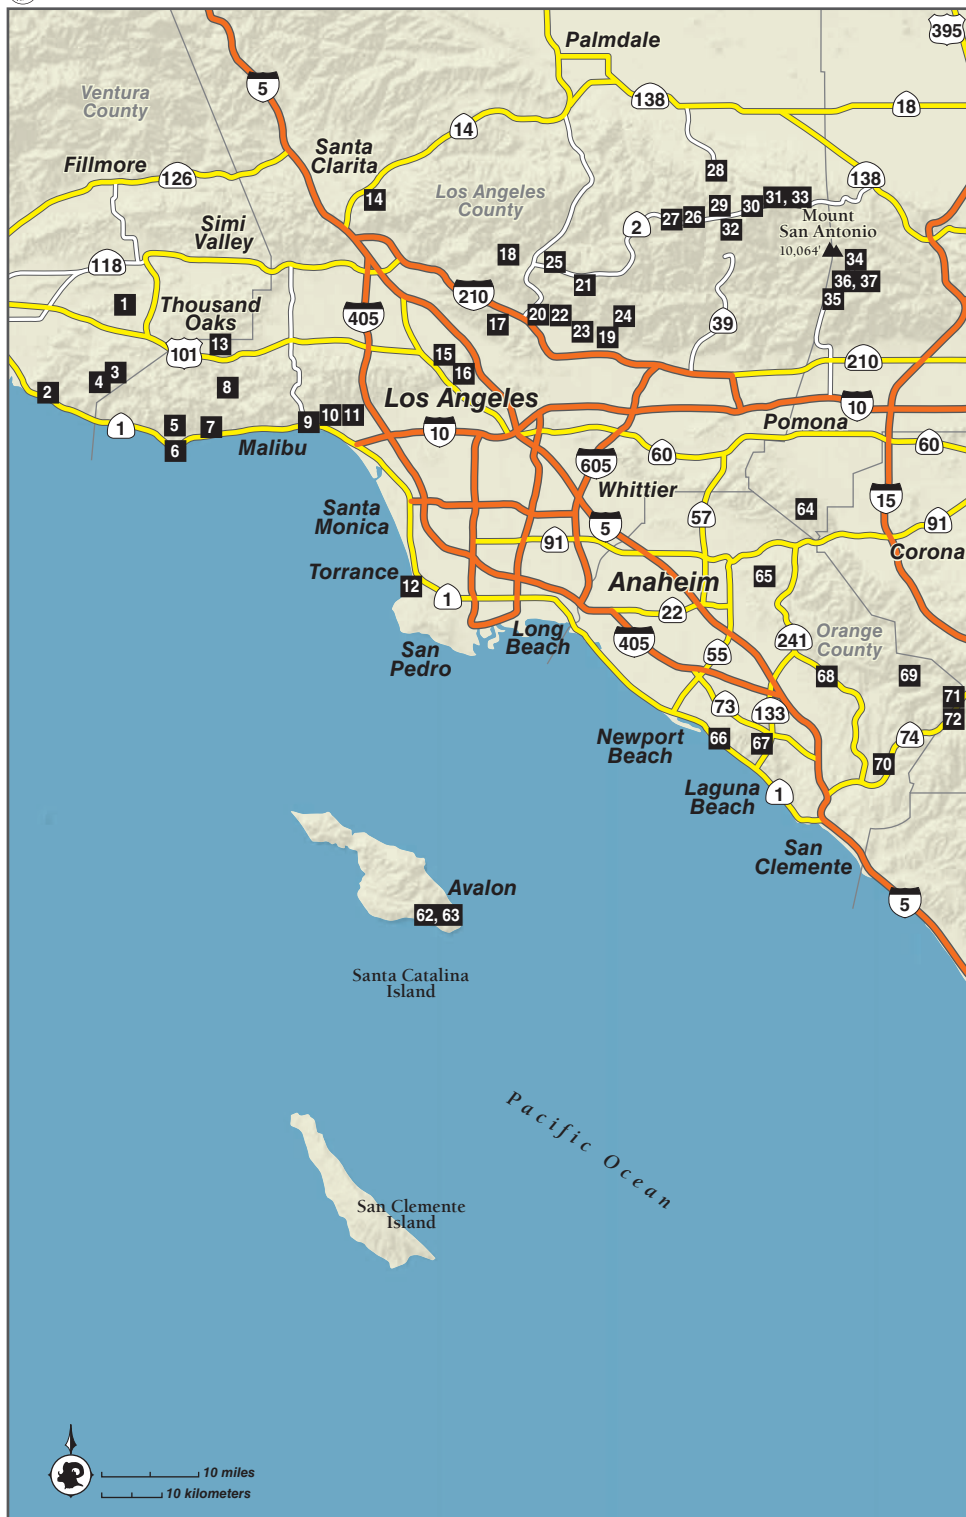 395
Palmdale
Ventura
County
5
138
18
14
Santa
Clarita
Fillmore
126
28
138
14
Los Angeles
County
31, 33
29
30
27
26
2
32
Mount
San Antonio
10,064'
Simi
Valley
18
25
34
118
21
36, 37
35
210
1
Thousand
Oaks
405
17
20
22
24
23
19
39
13
101
15
16
210
3
4
2
8
Los Angeles
10
Pomona
9
10
11
1
5
7
6
Malibu
10
60
60
605
Whittier
15
64
Santa
Monica
57
5
91
91
Corona
Torrance
12
1
Anaheim
65
22
Long
Beach
405
San
Pedro
55
241
Orange
County
68
69
71
72
73
133
74
Newport
Beach
66
67
70
Laguna
Beach
1
San
Clemente
Avalon
62, 63
5
Santa Catalina
Island
Pacific Ocean
San Clemente
Island
10 miles
10 kilometers